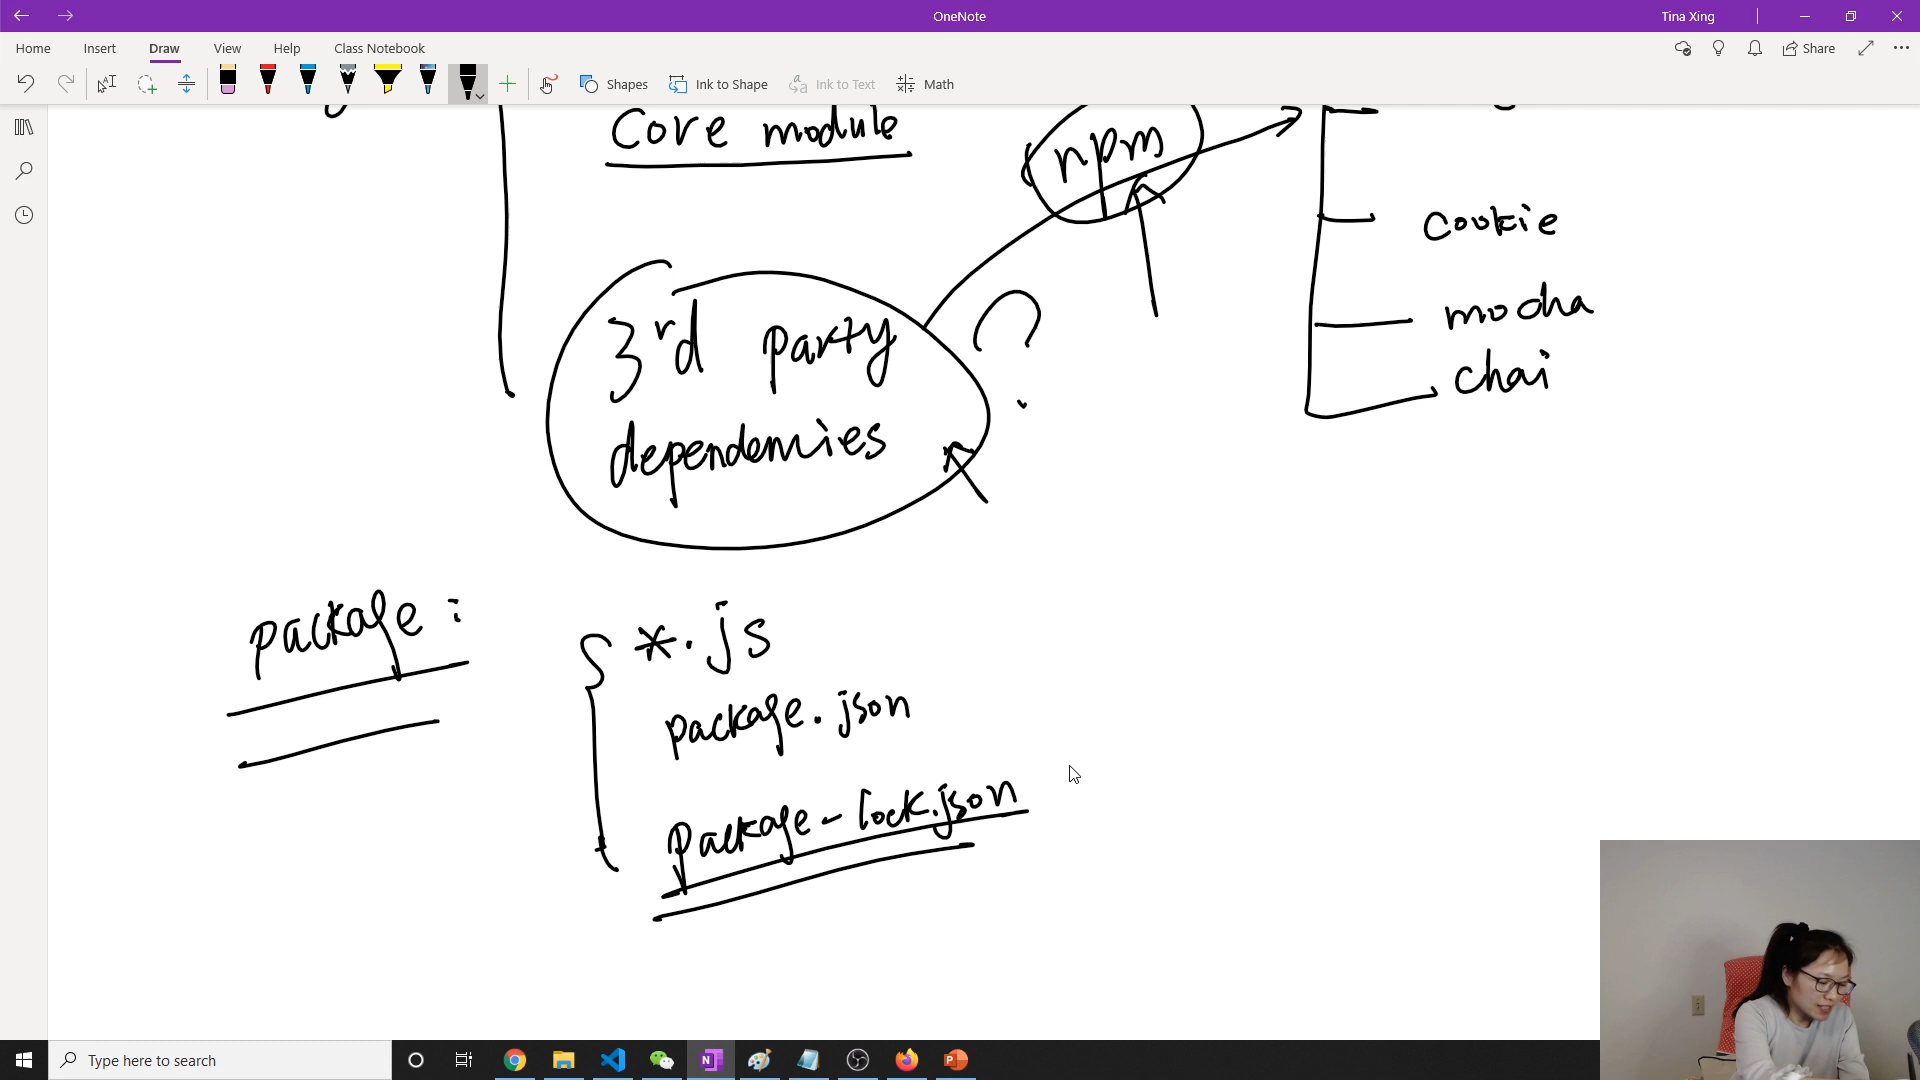 OneNote
Tina Xing
Home Insert Draw View Help Class Notebook
Share
Shapes Ink to Shape Ink to Text Math
Core module
npm
cookie
3rd party
dependencies
mocha
chai
package:
*.js
package.json
package-lock.json
Type here to search